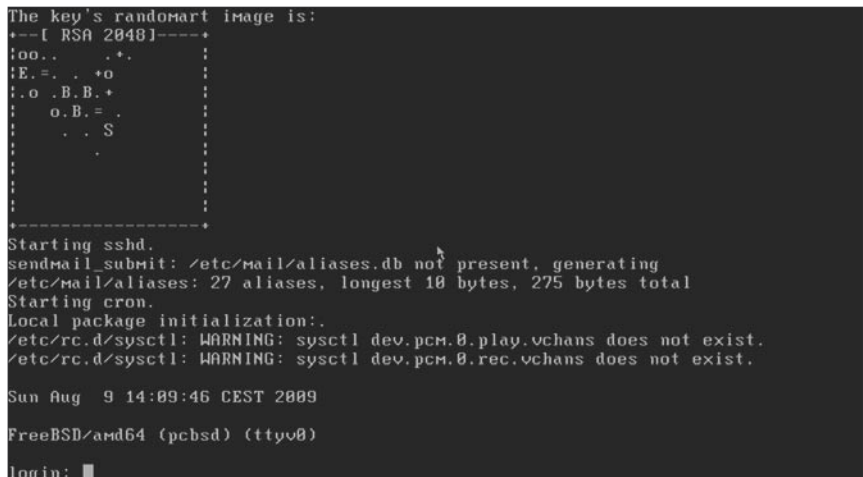 The key's randomart image is:
+--[ RSA 2048]----+
|oo..     .+.     |
|E.=. .  +o       |
|.o .B.B.+        |
|    o.B.= .      |
|     . . S       |
|        .        |
|                 |
|                 |
|                 |
+-----------------+
Starting sshd.
sendmail_submit: /etc/mail/aliases.db not present, generating
/etc/mail/aliases: 27 aliases, longest 10 bytes, 275 bytes total
Starting cron.
Local package initialization:.
/etc/rc.d/sysctl: WARNING: sysctl dev.pcm.0.play.vchans does not exist.
/etc/rc.d/sysctl: WARNING: sysctl dev.pcm.0.rec.vchans does not exist.
Sun Aug  9 14:09:46 CEST 2009
FreeBSD/amd64 (pcbsd) (ttyv0)
login: